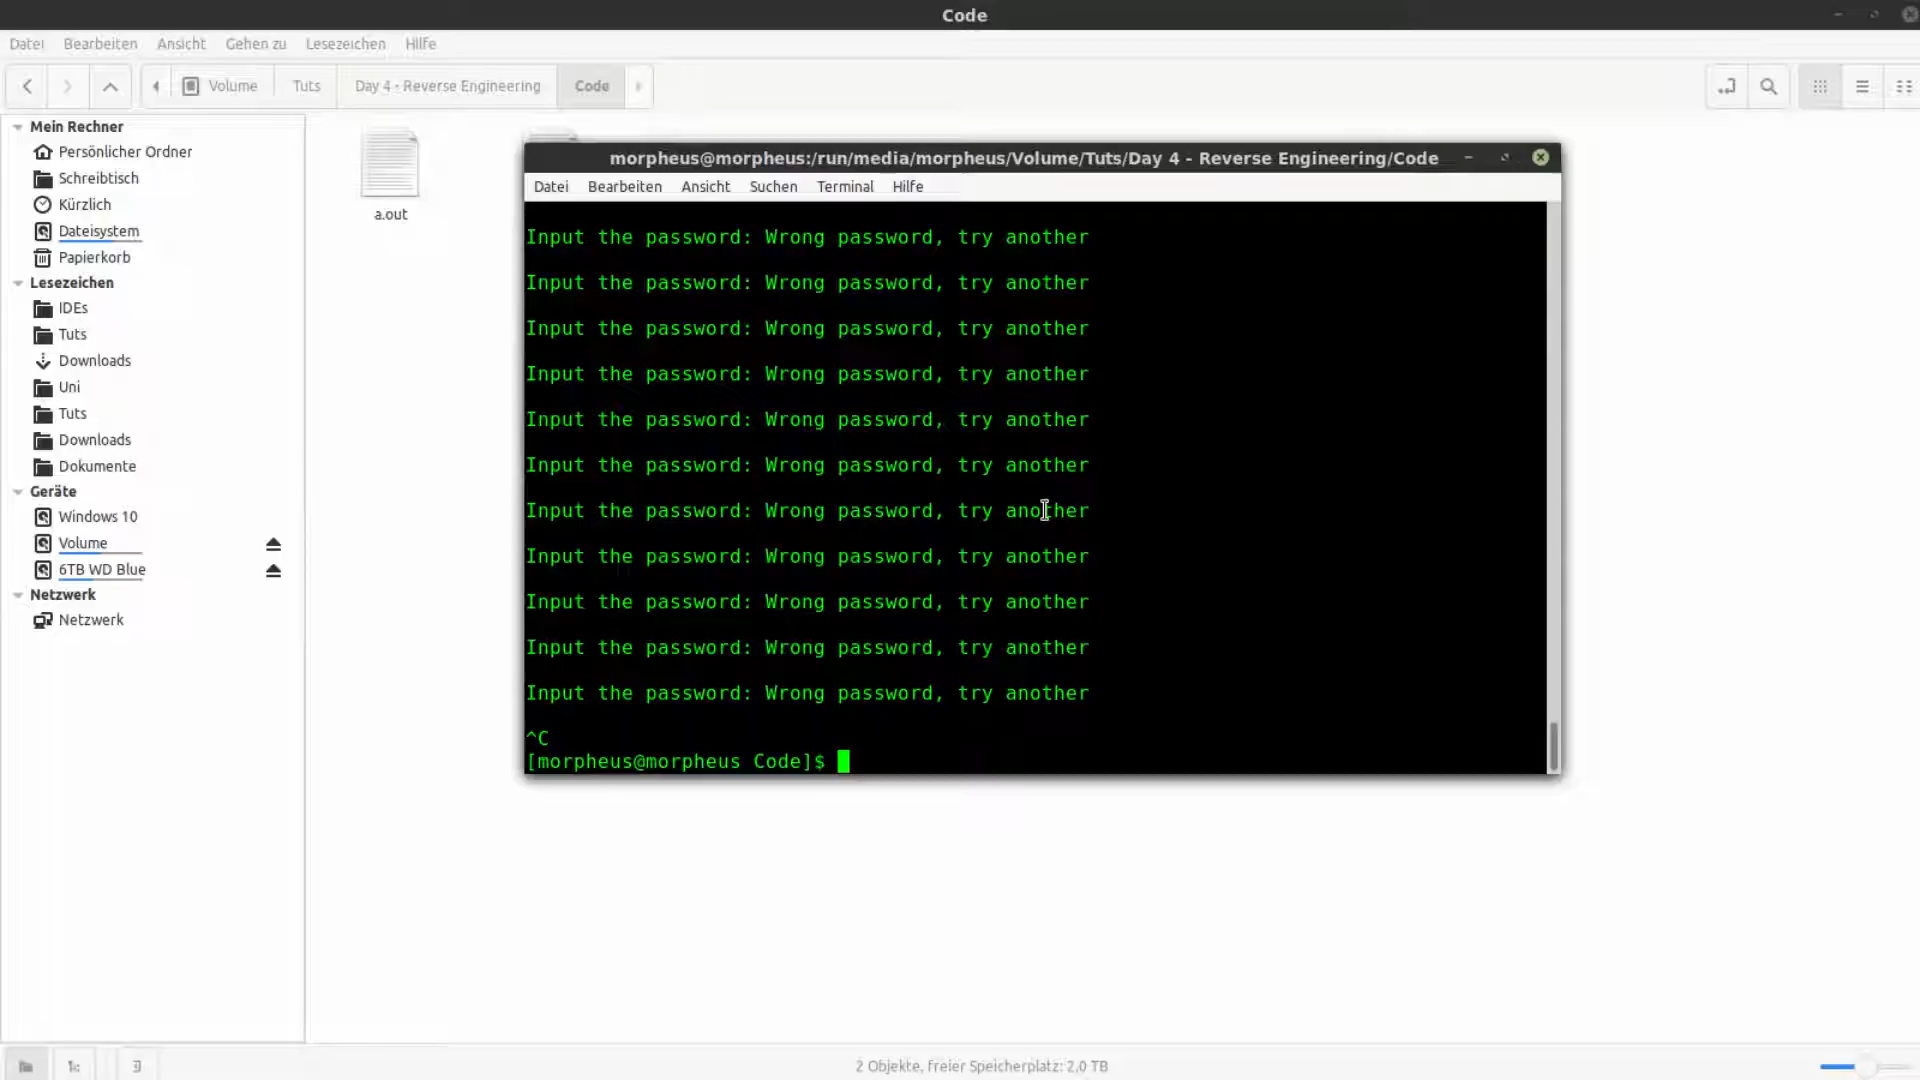 Code
Datei Bearbeiten Ansicht Gehen zu Lesezeichen Hilfe
Volume Tuts Day 4 - Reverse Engineering Code
Mein Rechner
Persönlicher Ordner
Schreibtisch
Kürzlich
Dateisystem
Papierkorb
Lesezeichen
IDEs
Tuts
Downloads
Uni
Tuts
Downloads
Dokumente
Geräte
Windows 10
Volume
6TB WD Blue
Netzwerk
Netzwerk
a.out
morpheus@morpheus:/run/media/morpheus/Volume/Tuts/Day 4 - Reverse Engineering/Code
Datei Bearbeiten Ansicht Suchen Terminal Hilfe
Input the password: Wrong password, try another
Input the password: Wrong password, try another
Input the password: Wrong password, try another
Input the password: Wrong password, try another
Input the password: Wrong password, try another
Input the password: Wrong password, try another
Input the password: Wrong password, try another
Input the password: Wrong password, try another
Input the password: Wrong password, try another
Input the password: Wrong password, try another
Input the password: Wrong password, try another
^C
[morpheus@morpheus Code]$
2 Objekte, freier Speicherplatz: 2,0 TB